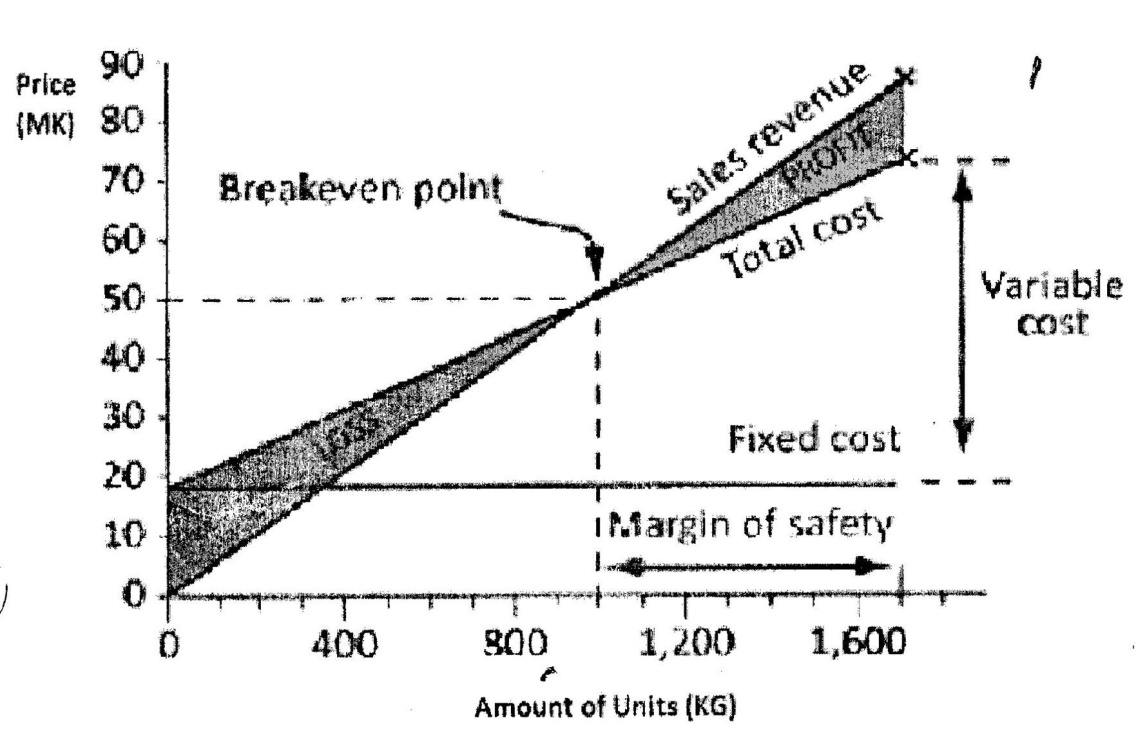 Price
(MK)
90
80
70
60
50
40
30
20
10
0
Breakeven point
Sales revenue
PROFIT
Total cost
Variable
cost
LOSS
Fixed cost
Margin of safety
0 400 800 1,200 1,600
Amount of Units (KG)